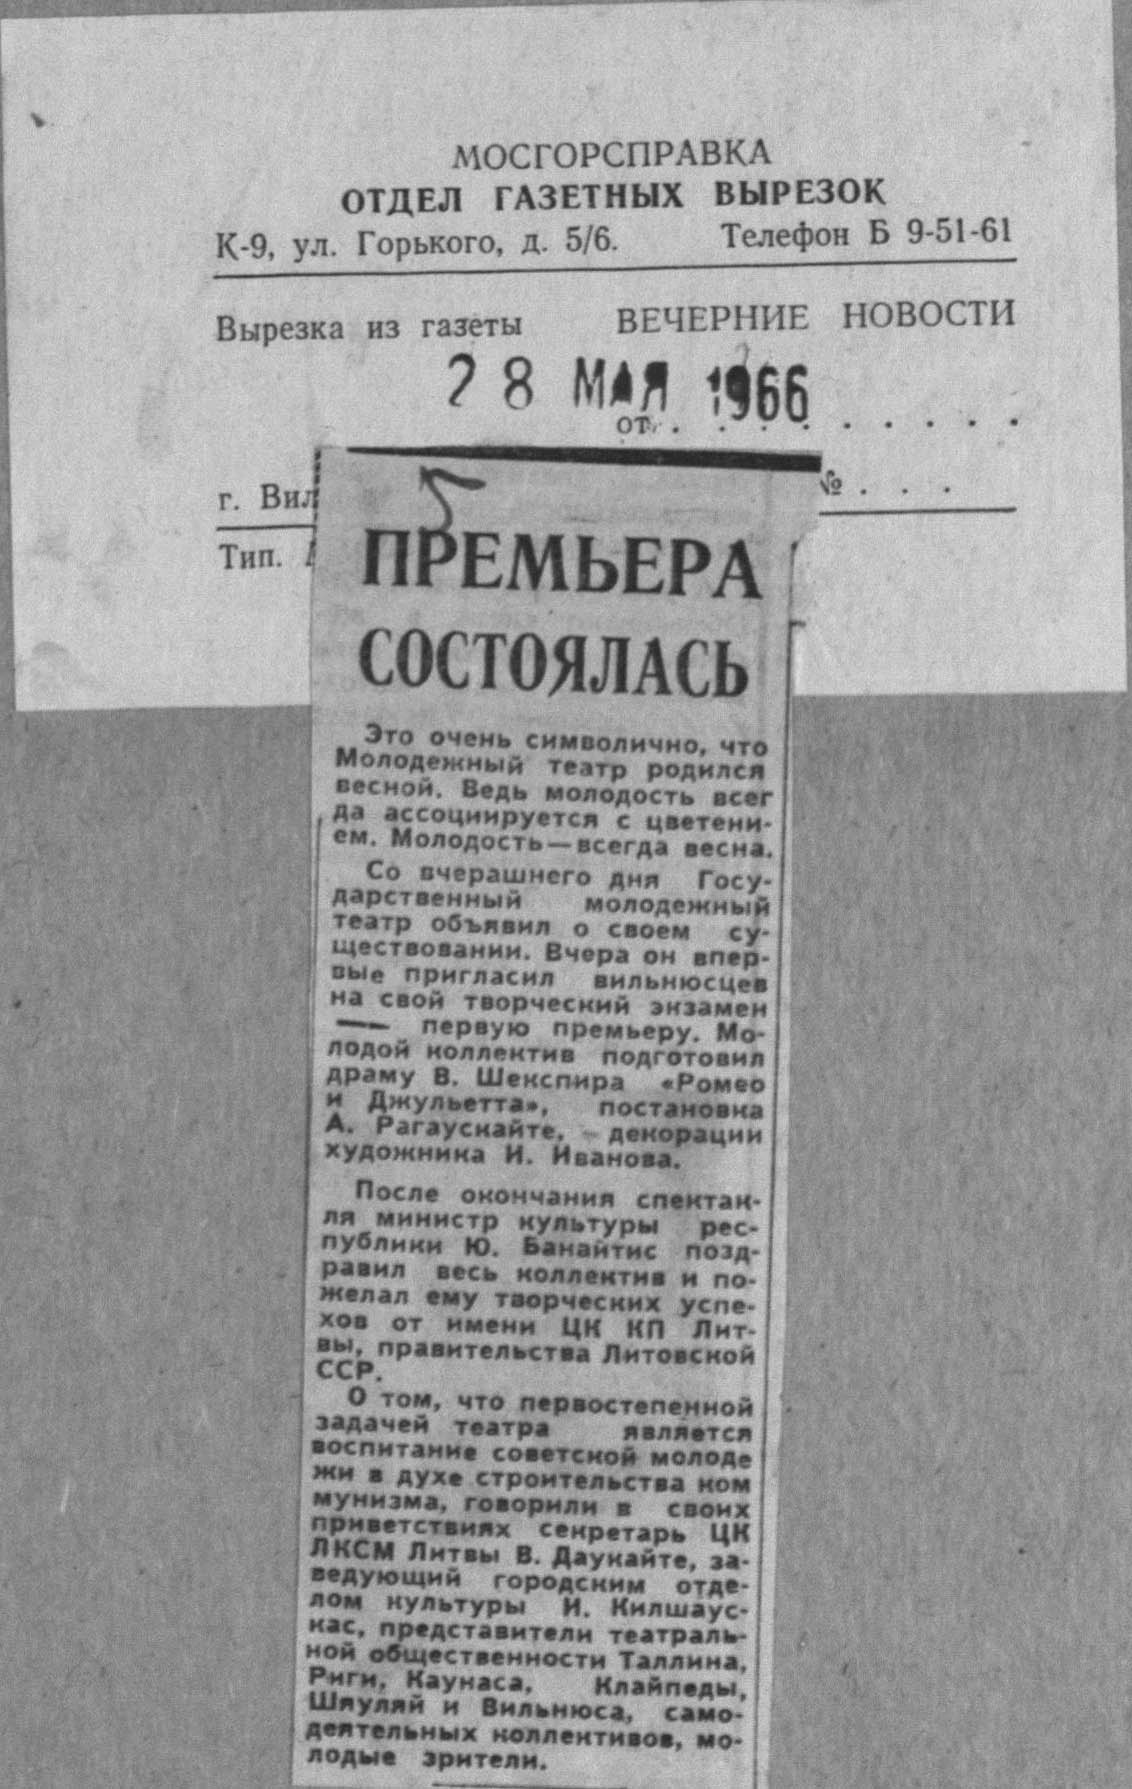 МОСГОРСПРАВКА
ОТДЕЛ ГАЗЕТНЫХ ВЫРЕЗОК
К-9, ул. Горького, д. 5/6. Телефон Б 9-51-61
Вырезка из газеты ВЕЧЕРНИЕ НОВОСТИ
28 МАЯ 1966
от . . . . . . . . .
г. Вил № . . .
Тип.
ПРЕМЬЕРА
СОСТОЯЛАСЬ
Это очень символично, что
Молодежный театр родился
весной. Ведь молодость всег
да ассоциируется с цветени-
ем. Молодость — всегда весна.
Со вчерашнего дня Госу-
дарственный молодежный
театр объявил о своем су-
ществовании. Вчера он впер-
вые пригласил вильнюсцев
на свой творческий экзамен
— первую премьеру. Мо-
лодой коллектив подготовил
драму В. Шекспира «Ромео
и Джульетта», постановка
А. Рагаускайте, декорации
художника И. Иванова.
После окончания спектак-
ля министр культуры рес-
публики Ю. Банайтис позд-
равил весь коллектив и по-
желал ему творческих успе-
хов от имени ЦК КП Лит-
вы, правительства Литовской
ССР.
О том, что первостепенной
задачей театра является
воспитание советской молоде
жи в духе строительства ком
мунизма, говорили в своих
приветствиях секретарь ЦК
ЛКСМ Литвы В. Даукайте, за-
ведующий городским отде-
лом культуры И. Килшаус-
кас, представители театраль-
ной общественности Таллина,
Риги, Каунаса, Клайпеды,
Шяуляй и Вильнюса, само-
деятельных коллективов, мо-
лодые зрители.